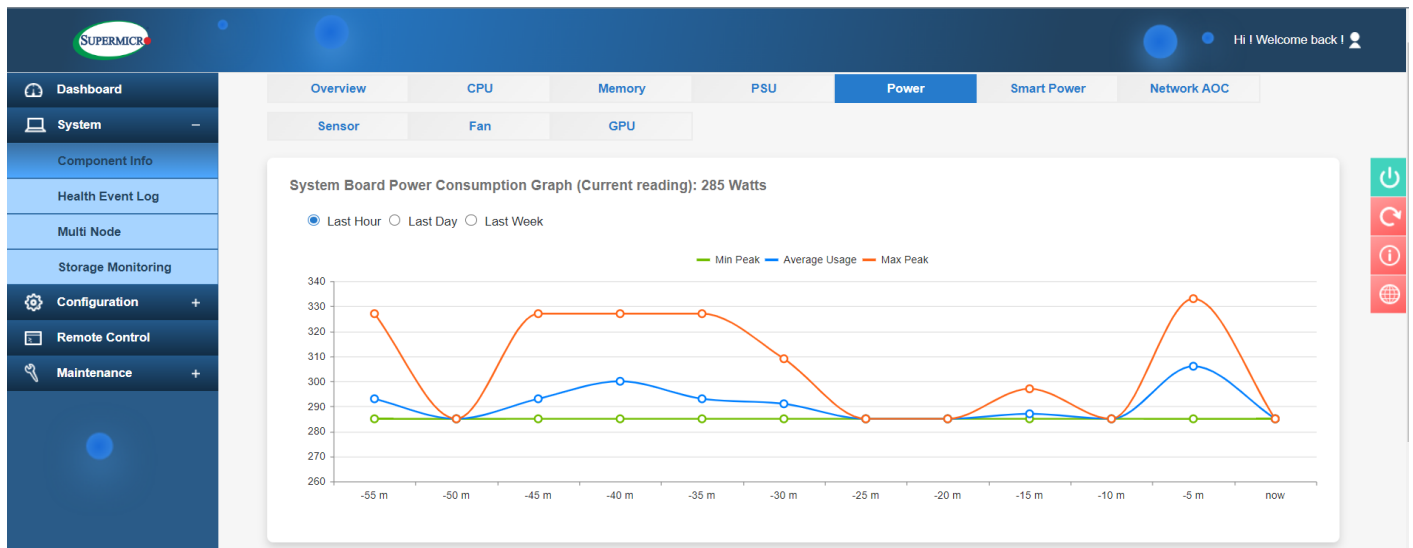 SUPERMICR
Hi ! Welcome back !
Dashboard
System −
Component Info
Health Event Log
Multi Node
Storage Monitoring
Configuration +
Remote Control
Maintenance +
Overview CPU Memory PSU Power Smart Power Network AOC
Sensor Fan GPU
System Board Power Consumption Graph (Current reading): 285 Watts
Last Hour Last Day Last Week
Min Peak Average Usage Max Peak
340
330
320
310
300
290
280
270
260
-55 m -50 m -45 m -40 m -35 m -30 m -25 m -20 m -15 m -10 m -5 m now